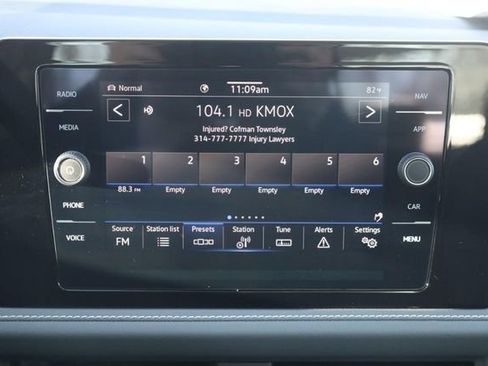 RADIO
MEDIA
PHONE
VOICE
Normal
11:09am
82°F
104.1 HD KMOX
Injured? Cofman Townsley
314-777-7777 Injury Lawyers
1 2 3 4 5 6
88.3 FM Empty Empty Empty Empty Empty
Source Station list Presets Station Tune Alerts Settings
FM
NAV
APP
CAR
MENU